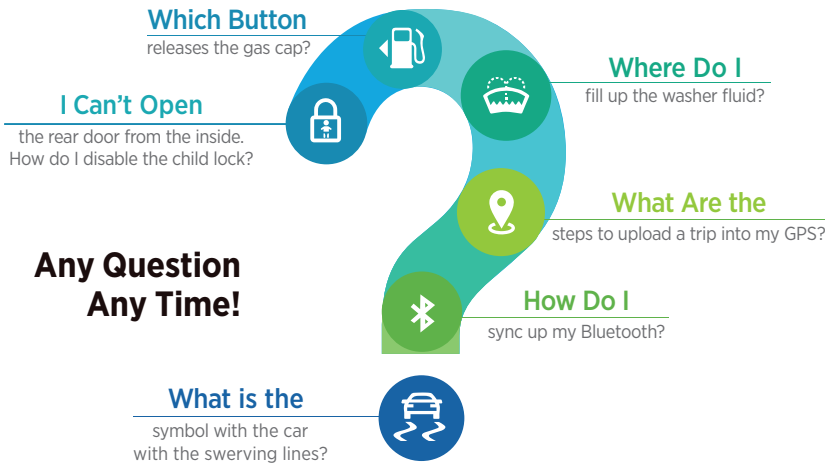 Which Button
releases the gas cap?
Where Do I
fill up the washer fluid?
I Can't Open
the rear door from the inside.
How do I disable the child lock?
What Are the
steps to upload a trip into my GPS?
Any Question
Any Time!
How Do I
sync up my Bluetooth?
What is the
symbol with the car
with the swerving lines?